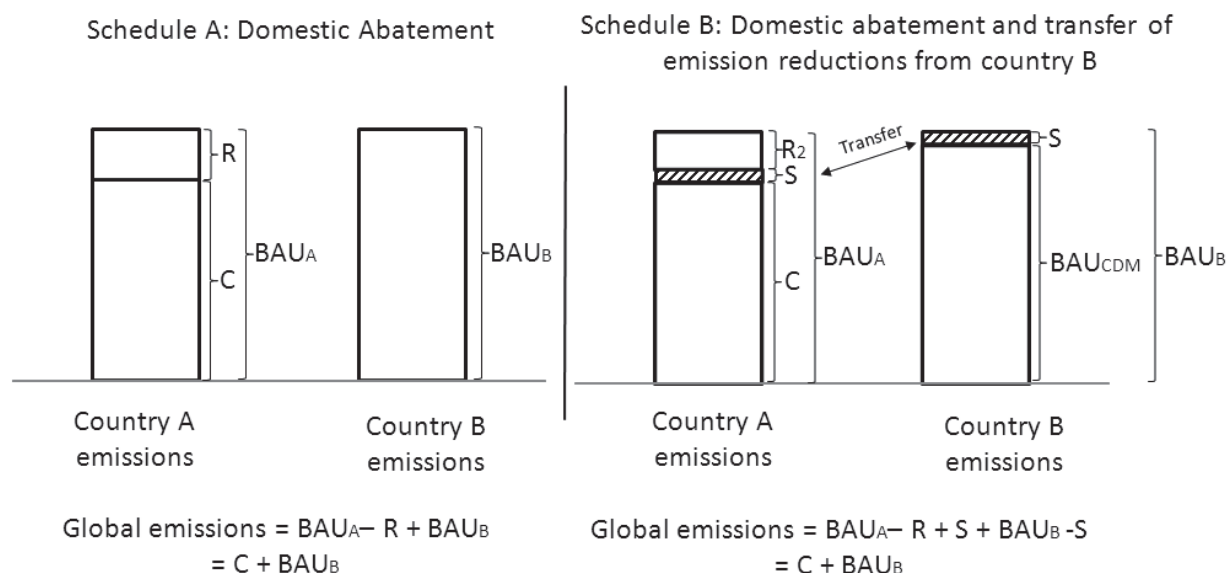 Schedule A: Domestic Abatement
R
C
BAUA
BAUB
Country A
emissions
Country B
emissions
Global emissions = BAUA– R + BAUB
= C + BAUB
Schedule B: Domestic abatement and transfer of
emission reductions from country B
R2
S
C
BAUA
Transfer
S
BAUCDM
BAUB
Country A
emissions
Country B
emissions
Global emissions = BAUA– R + S + BAUB -S
= C + BAUB